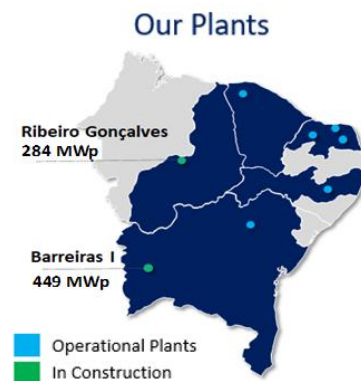 Our Plants
Ribeiro Gonçalves
284 MWp
Barreiras I
449 MWp
Operational Plants
In Construction